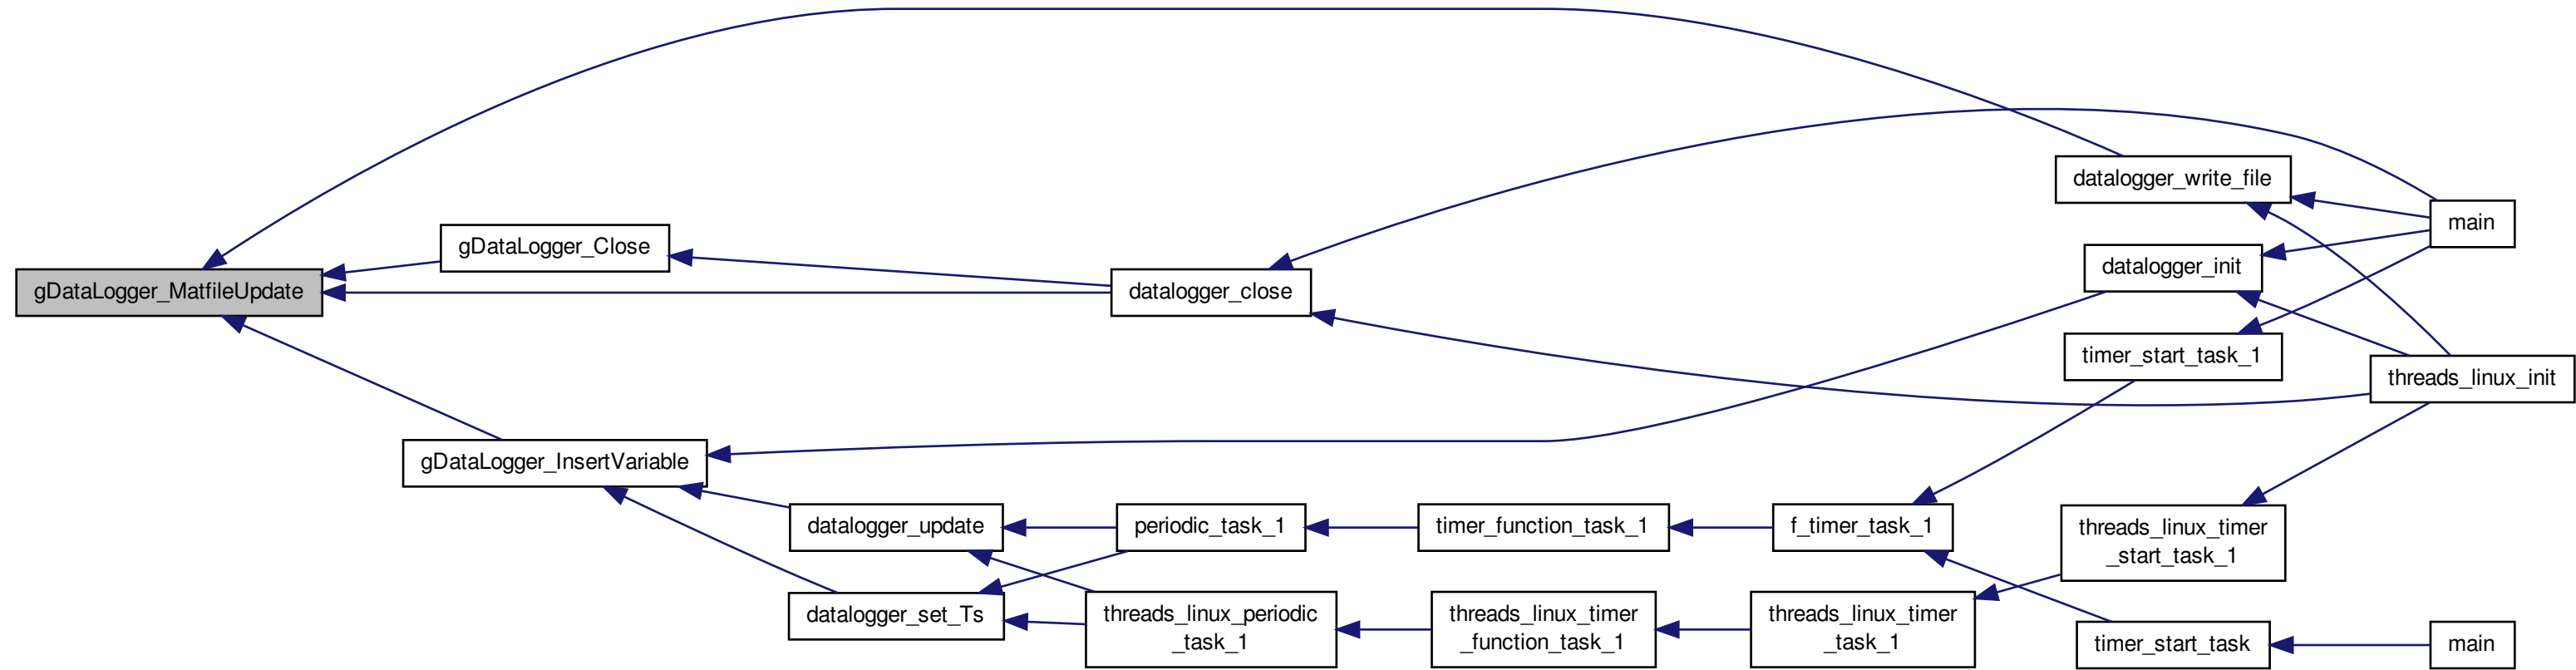 datalogger_write_file
main
gDataLogger_Close
datalogger_init
gDataLogger_MatfileUpdate
datalogger_close
timer_start_task_1
threads_linux_init
gDataLogger_InsertVariable
datalogger_update
periodic_task_1
timer_function_task_1
f_timer_task_1
threads_linux_timer
_start_task_1
datalogger_set_Ts
threads_linux_periodic
_task_1
threads_linux_timer
_function_task_1
threads_linux_timer
_task_1
timer_start_task
main